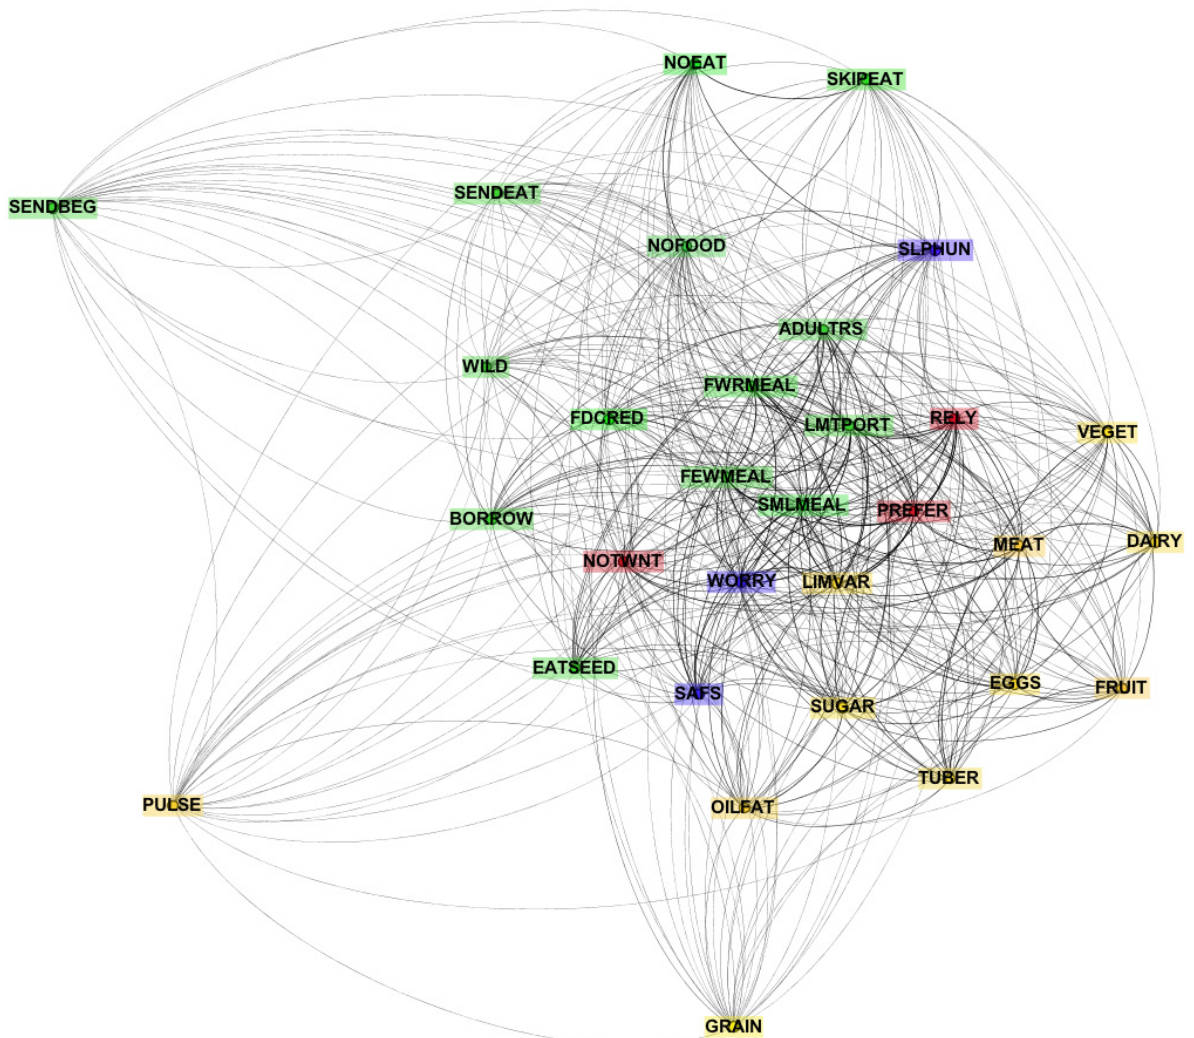 NOEAT
SKIPEAT
SENDEAT
SENDBEG
NOFOOD
SLPHUN
ADULTRS
WILD
FWRMEAL
FDCRED
LMTPORT
RELY
VEGET
FEWMEAL
SMLMEAL
PREFER
BORROW
DAIRY
MEAT
NOTWNT
WORRY
LIMVAR
EATSEED
SAFS
EGGS
FRUIT
SUGAR
TUBER
PULSE
OILFAT
GRAIN